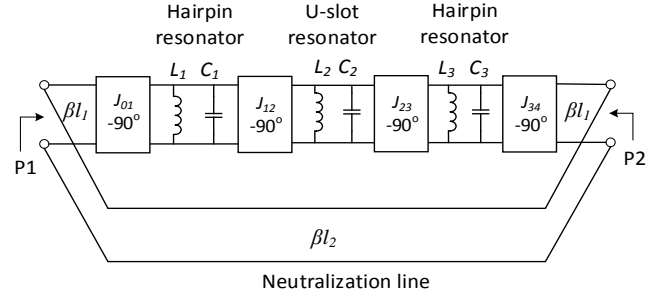 Hairpin resonator
U-slot resonator
Hairpin resonator
L1 C1
L2 C2
L3 C3
J01 -90°
J12 -90°
J23 -90°
J34 -90°
βl1
βl1
P1
P2
βl2
Neutralization line